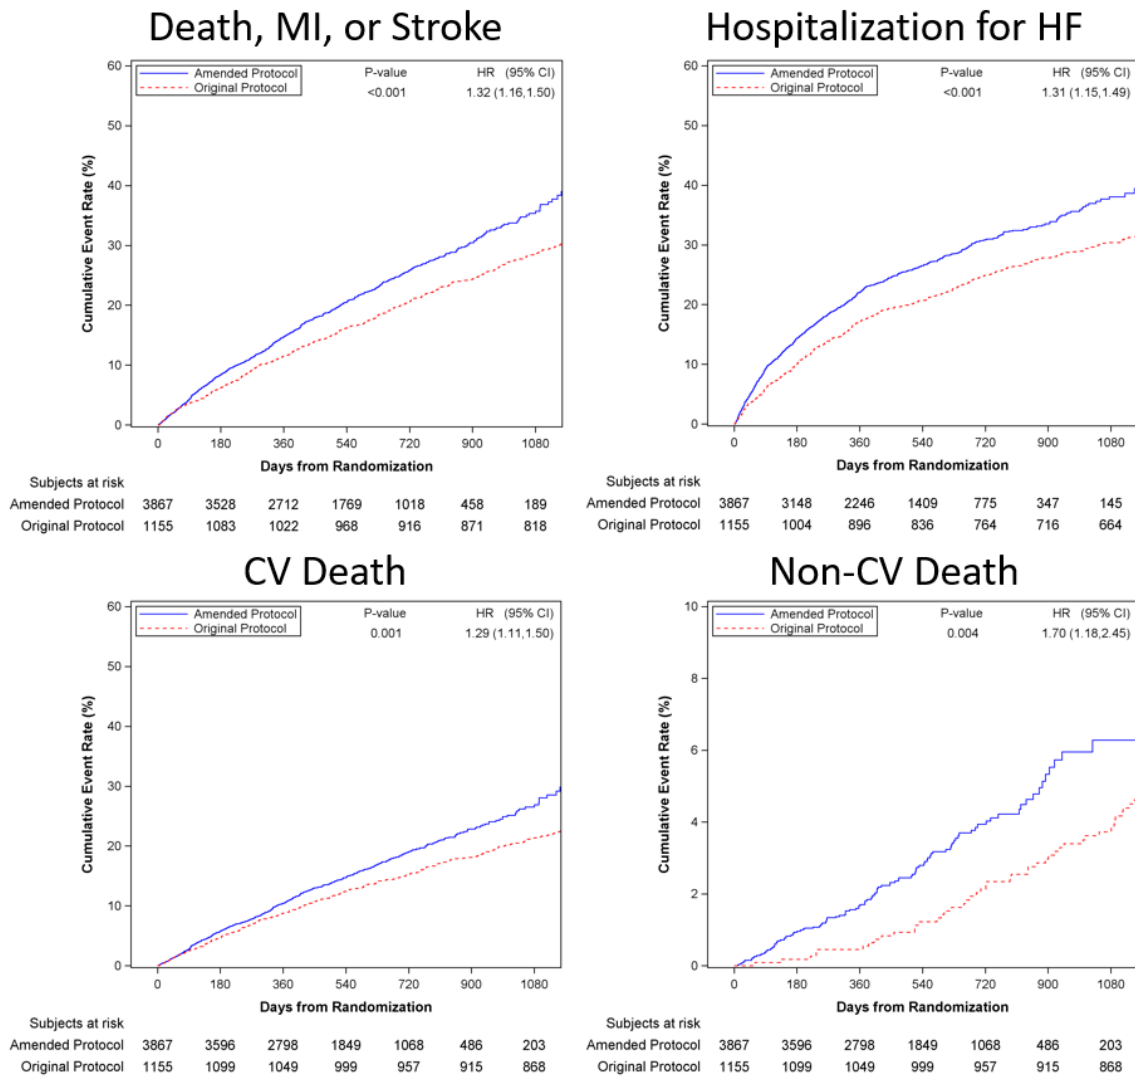 Death, MI, or Stroke
60
50
40
30
20
10
0
Cumulative Event Rate (%)
Amended Protocol
Original Protocol
P-value HR (95% CI)
<0.001 1.32 (1.16,1.50)
0 180 360 540 720 900 1080
Days from Randomization
Subjects at risk
Amended Protocol 3867 3528 2712 1769 1018 458 189
Original Protocol 1155 1083 1022 968 916 871 818
Hospitalization for HF
60
50
40
30
20
10
0
Cumulative Event Rate (%)
Amended Protocol
Original Protocol
P-value HR (95% CI)
<0.001 1.31 (1.15,1.49)
0 180 360 540 720 900 1080
Days from Randomization
Subjects at risk
Amended Protocol 3867 3148 2246 1409 775 347 145
Original Protocol 1155 1004 896 836 764 716 664
CV Death
60
50
40
30
20
10
0
Cumulative Event Rate (%)
Amended Protocol
Original Protocol
P-value HR (95% CI)
0.001 1.29 (1.11,1.50)
0 180 360 540 720 900 1080
Days from Randomization
Subjects at risk
Amended Protocol 3867 3596 2798 1849 1068 486 203
Original Protocol 1155 1099 1049 999 957 915 868
Non-CV Death
10
8
6
4
2
0
Cumulative Event Rate (%)
Amended Protocol
Original Protocol
P-value HR (95% CI)
0.004 1.70 (1.18,2.45)
0 180 360 540 720 900 1080
Days from Randomization
Subjects at risk
Amended Protocol 3867 3596 2798 1849 1068 486 203
Original Protocol 1155 1099 1049 999 957 915 868